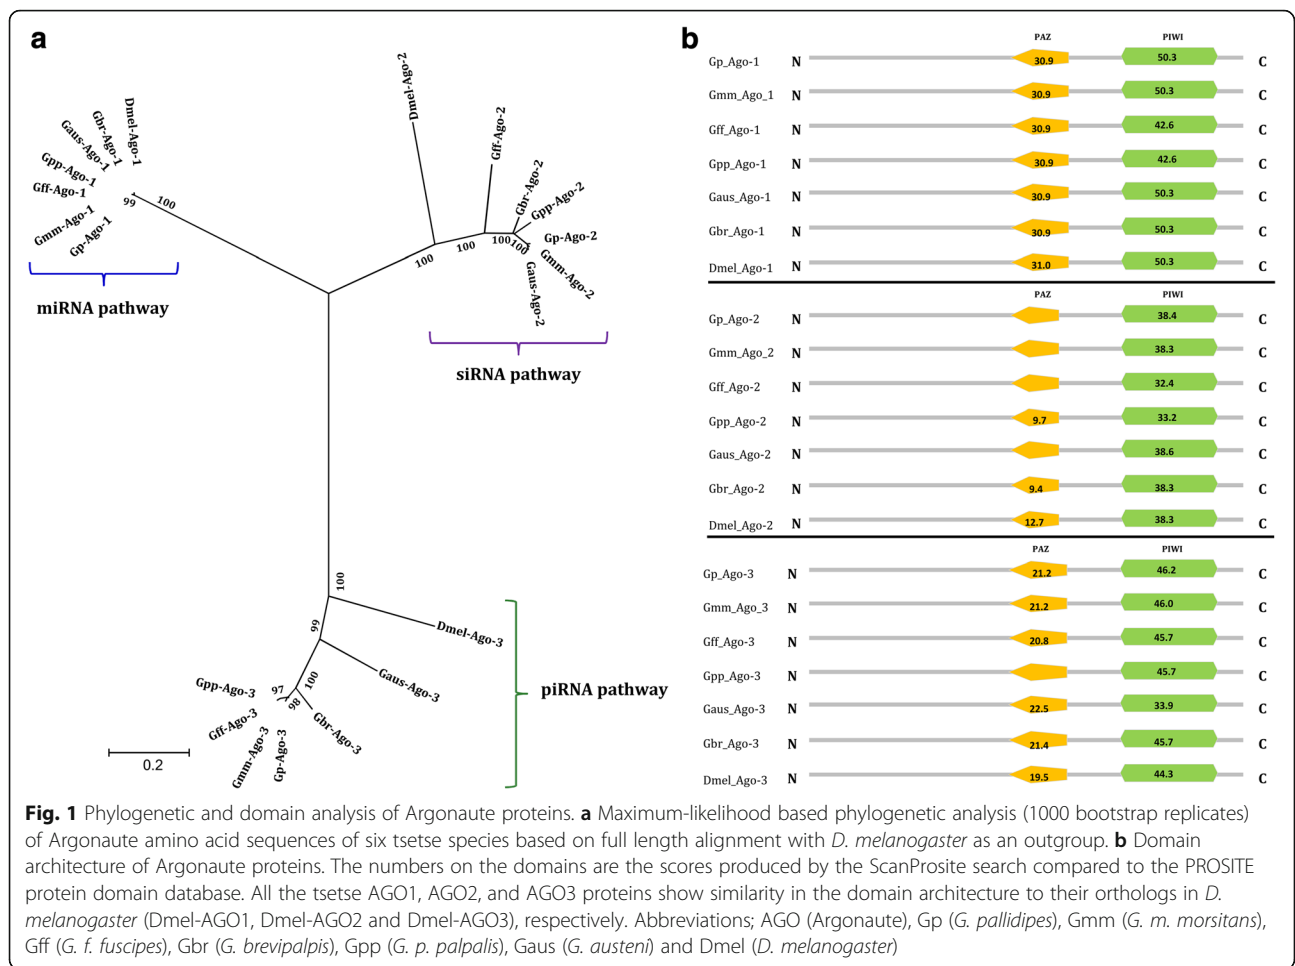 a
Dmel-Ago-1
Gbr-Ago-1
Gaus-Ago-1
Gpp-Ago-1
Gff-Ago-1
Gmm-Ago-1
Gp-Ago-1
99
100
miRNA pathway
Dmel-Ago-2
Gff-Ago-2
Gbr-Ago-2
Gpp-Ago-2
Gp-Ago-2
Gmm-Ago-2
Gaus-Ago-2
100
100
100
100
siRNA pathway
100
99
Dmel-Ago-3
Gaus-Ago-3
100
97
98
Gpp-Ago-3
Gff-Ago-3
Gmm-Ago-3
Gp-Ago-3
Gbr-Ago-3
piRNA pathway
0.2
b
PAZ PIWI
Gp_Ago-1 N 30.9 50.3 C
Gmm_Ago_1 N 30.9 50.3 C
Gff_Ago-1 N 30.9 42.6 C
Gpp_Ago-1 N 30.9 42.6 C
Gaus_Ago-1 N 30.9 50.3 C
Gbr_Ago-1 N 30.9 50.3 C
Dmel_Ago-1 N 31.0 50.3 C
PAZ PIWI
Gp_Ago-2 N 38.4 C
Gmm_Ago_2 N 38.3 C
Gff_Ago-2 N 32.4 C
Gpp_Ago-2 N 9.7 33.2 C
Gaus_Ago-2 N 38.6 C
Gbr_Ago-2 N 9.4 38.3 C
Dmel_Ago-2 N 12.7 38.3 C
PAZ PIWI
Gp_Ago-3 N 21.2 46.2 C
Gmm_Ago_3 N 21.2 46.0 C
Gff_Ago-3 N 20.8 45.7 C
Gpp_Ago-3 N 45.7 C
Gaus_Ago-3 N 22.5 33.9 C
Gbr_Ago-3 N 21.4 45.7 C
Dmel_Ago-3 N 19.5 44.3 C
Fig. 1 Phylogenetic and domain analysis of Argonaute proteins. a Maximum-likelihood based phylogenetic analysis (1000 bootstrap replicates)
of Argonaute amino acid sequences of six tsetse species based on full length alignment with D. melanogaster as an outgroup. b Domain
architecture of Argonaute proteins. The numbers on the domains are the scores produced by the ScanProsite search compared to the PROSITE
protein domain database. All the tsetse AGO1, AGO2, and AGO3 proteins show similarity in the domain architecture to their orthologs in D.
melanogaster (Dmel-AGO1, Dmel-AGO2 and Dmel-AGO3), respectively. Abbreviations; AGO (Argonaute), Gp (G. pallidipes), Gmm (G. m. morsitans),
Gff (G. f. fuscipes), Gbr (G. brevipalpis), Gpp (G. p. palpalis), Gaus (G. austeni) and Dmel (D. melanogaster)